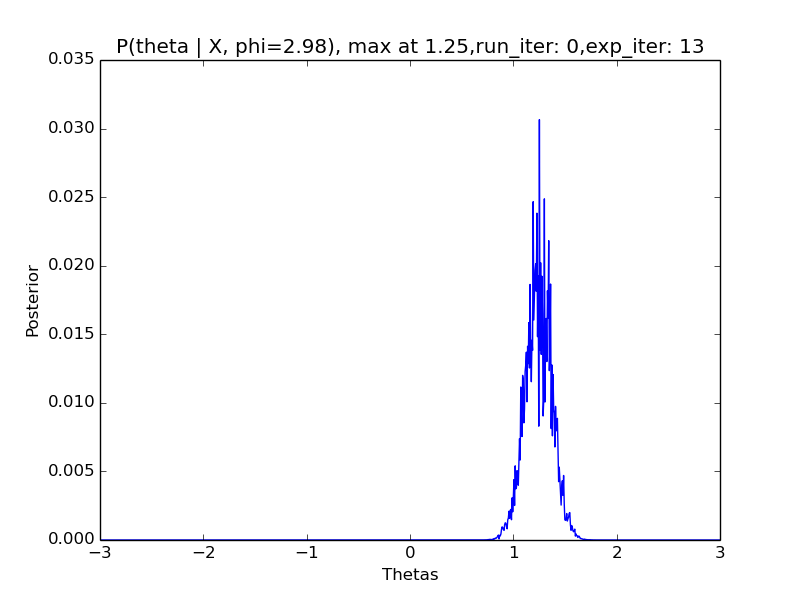 P(theta | X, phi=2.98), max at 1.25,run_iter: 0,exp_iter: 13
0.035
0.030
0.025
0.020
0.015
0.010
0.005
0.000
Posterior
−3 −2 −1 0 1 2 3
Thetas